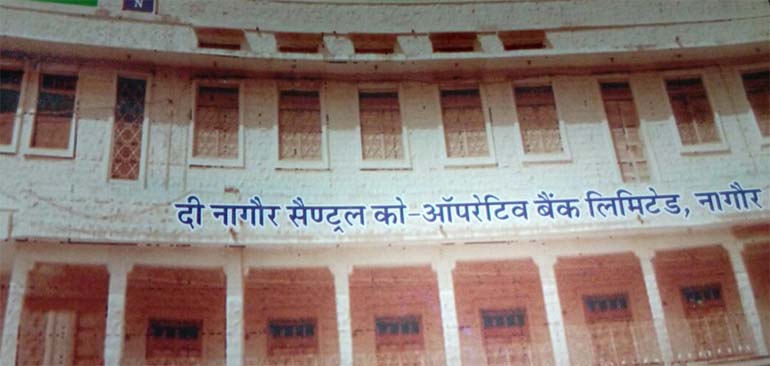 N
दी नागौर सैण्ट्रल को-ऑपरेटिव बैंक लिमिटेड, नागौर